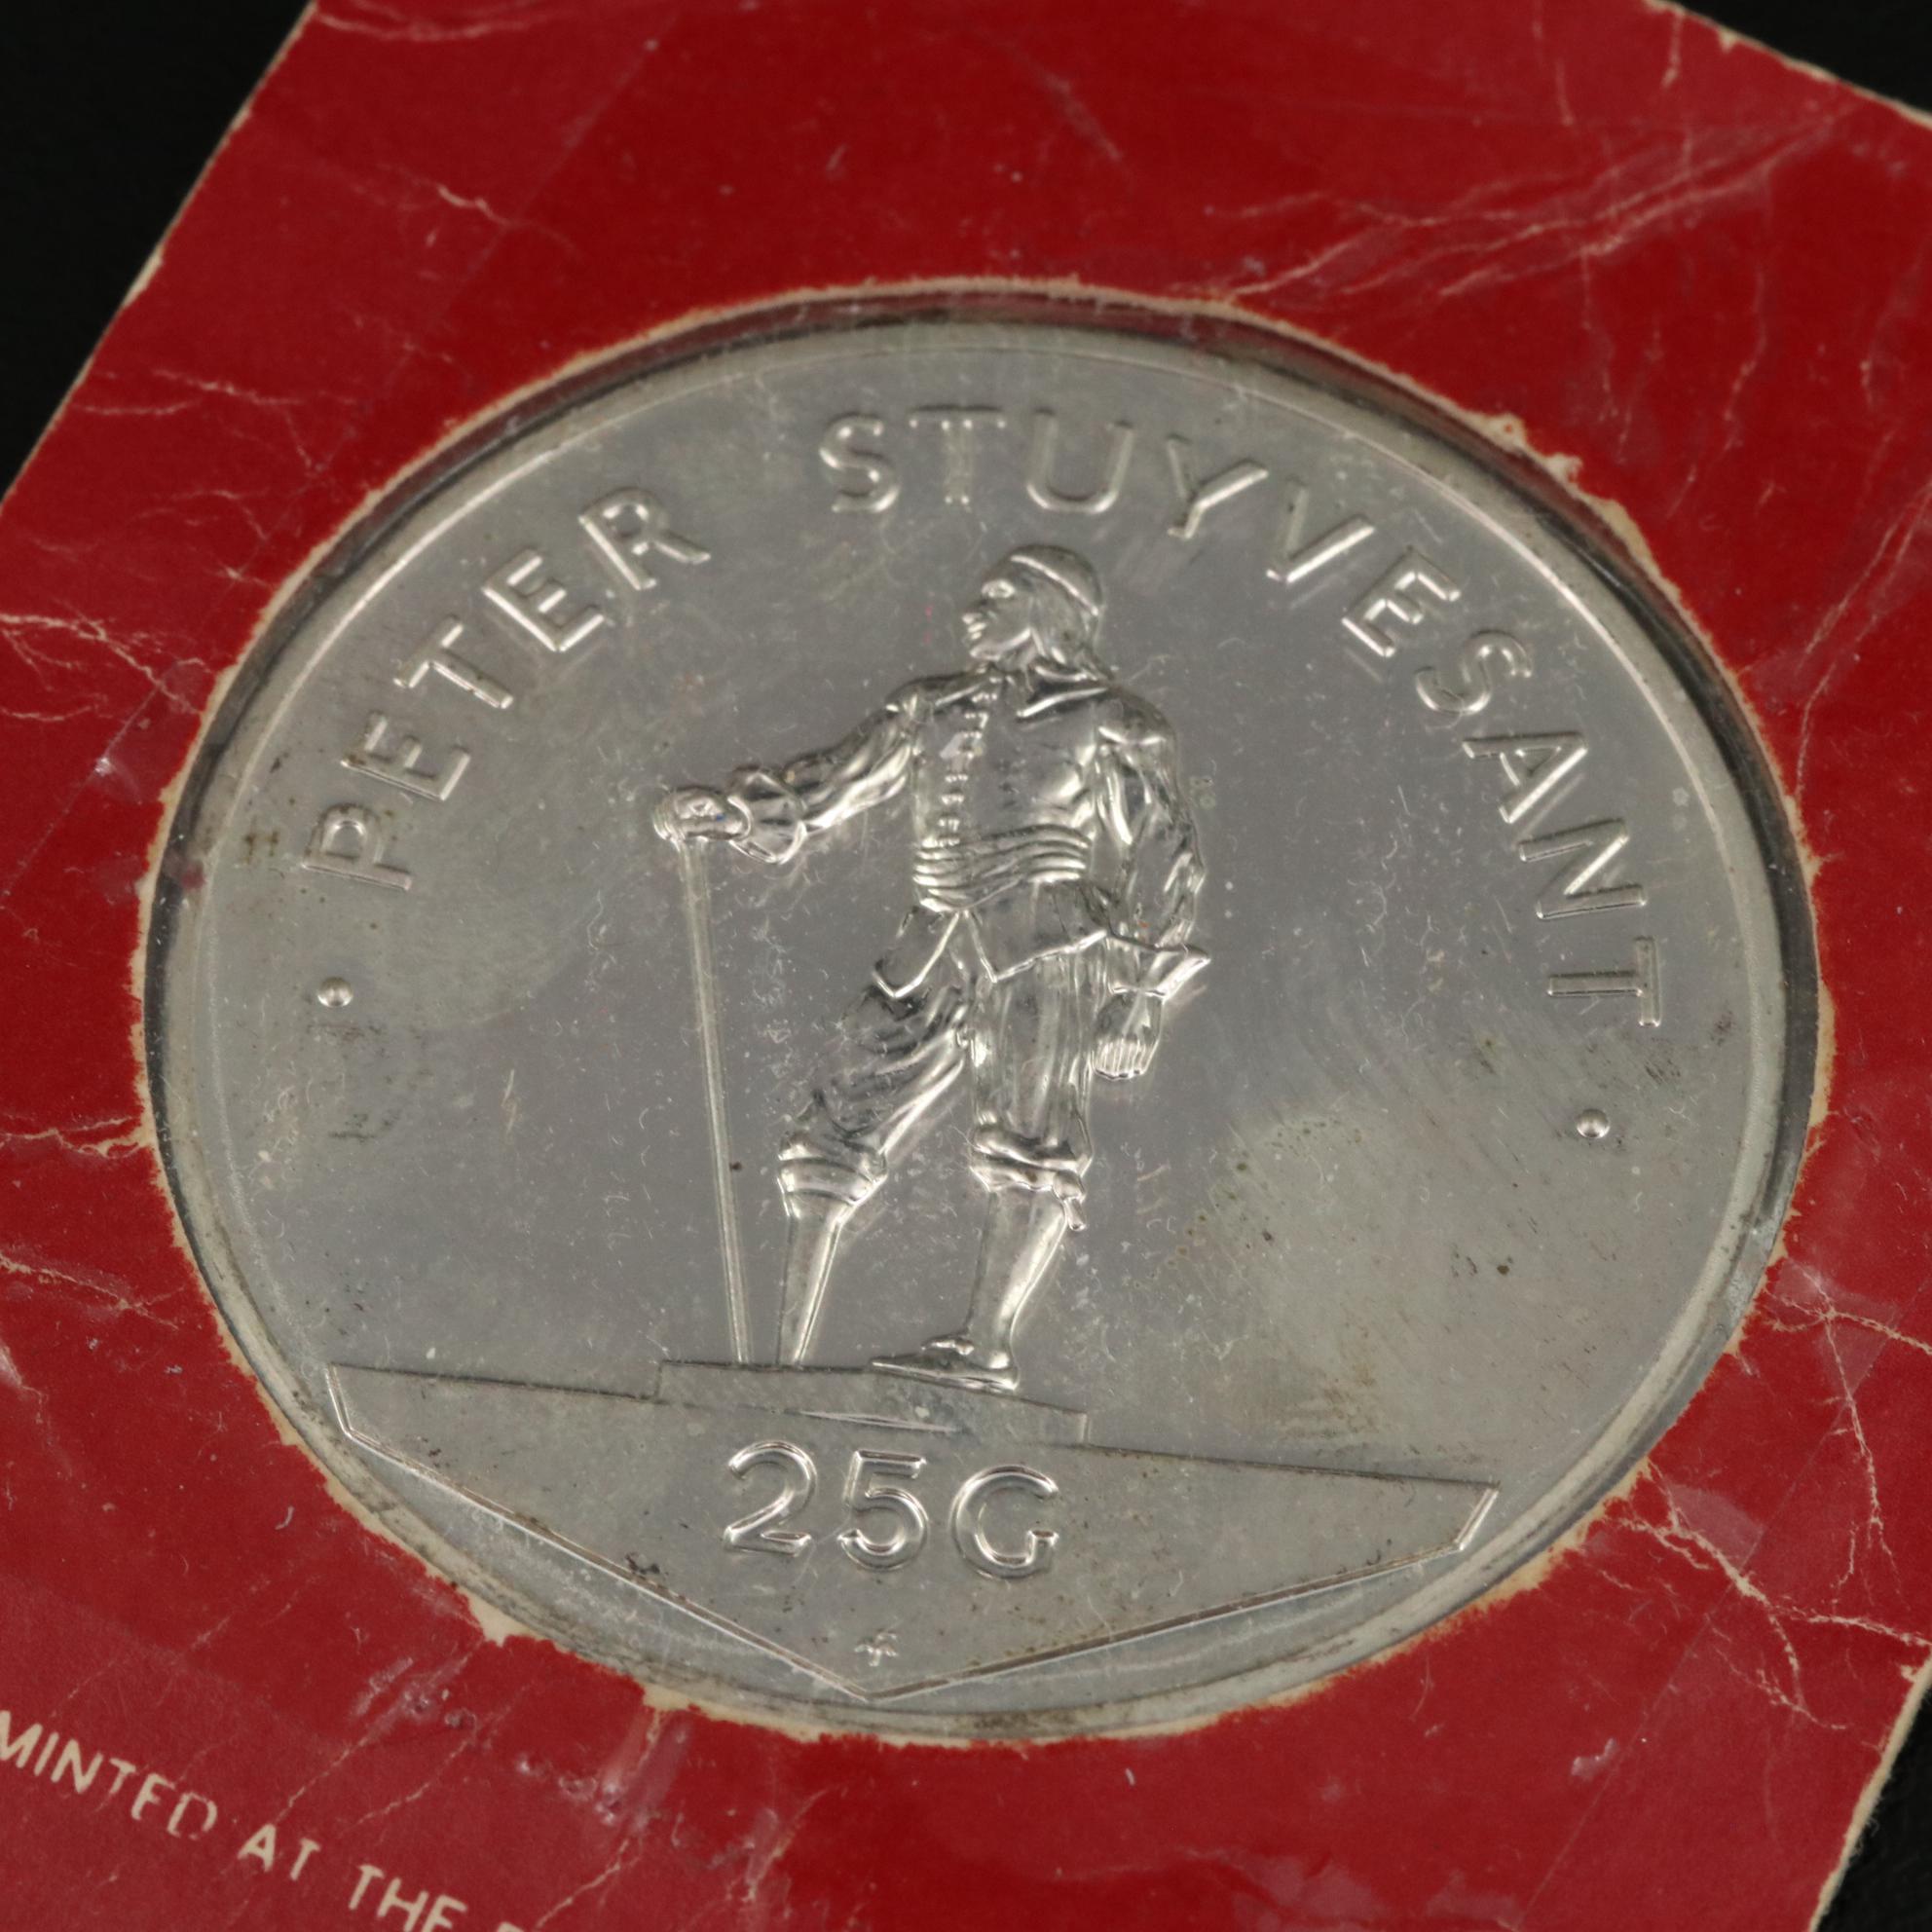 PETER STUYVESANT
25G
MINTED AT THE